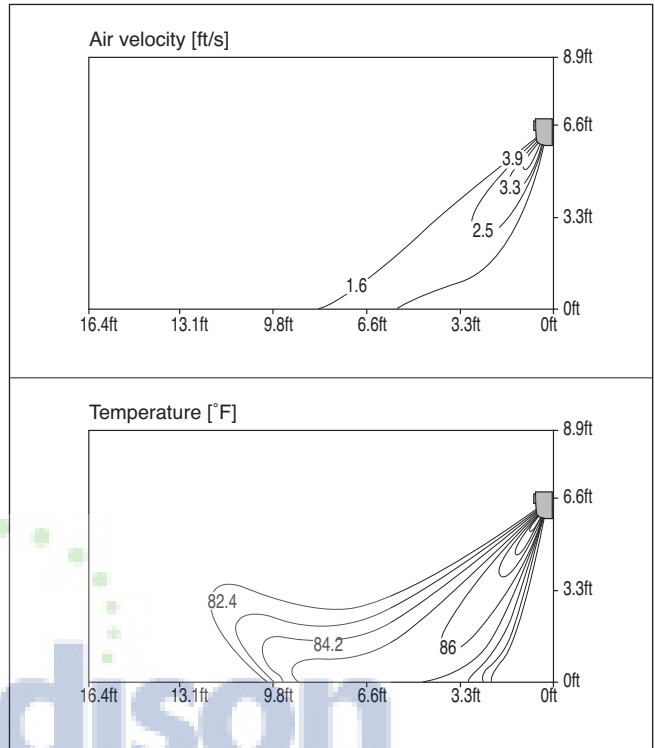 Air velocity [ft/s]
8.9ft
6.6ft
3.9
3.3
3.3ft
2.5
1.6
0ft
16.4ft 13.1ft 9.8ft 6.6ft 3.3ft 0ft
Temperature [˚F]
8.9ft
6.6ft
3.3ft
82.4
84.2
86
0ft
16.4ft 13.1ft 9.8ft 6.6ft 3.3ft 0ft
dison